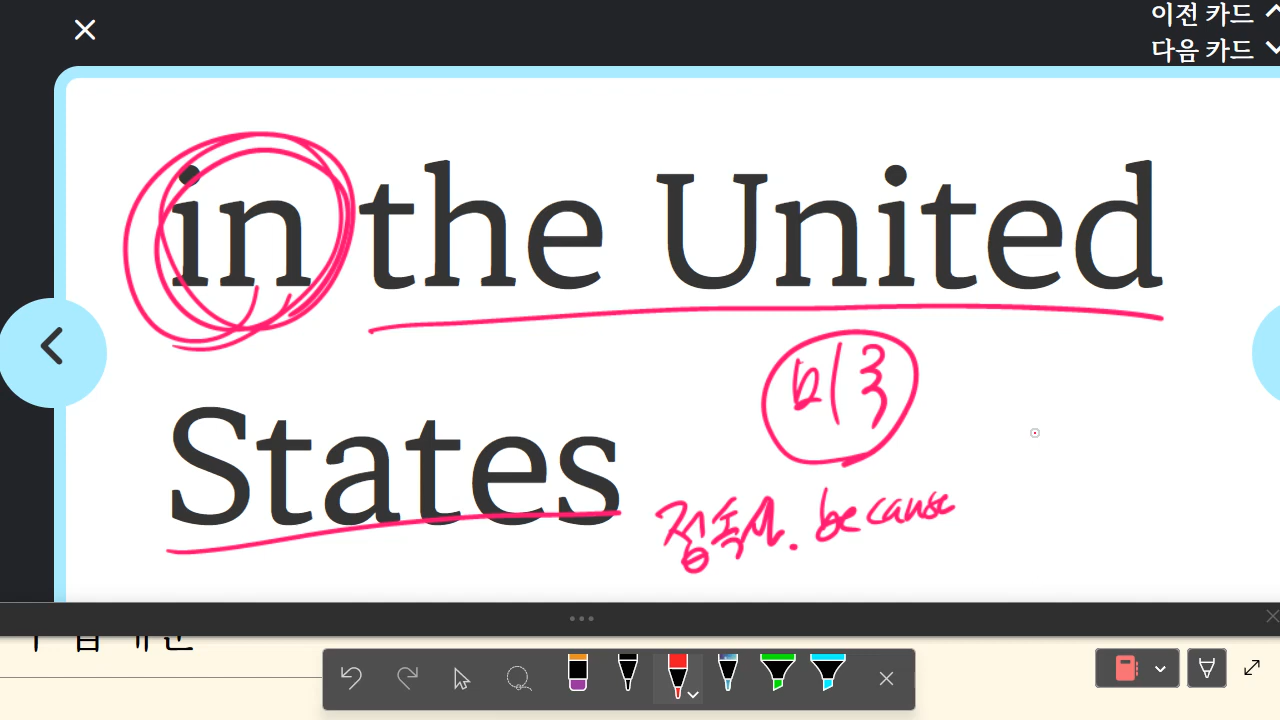 이전 카드
다음 카드
in the United
미국
States
접속사. because